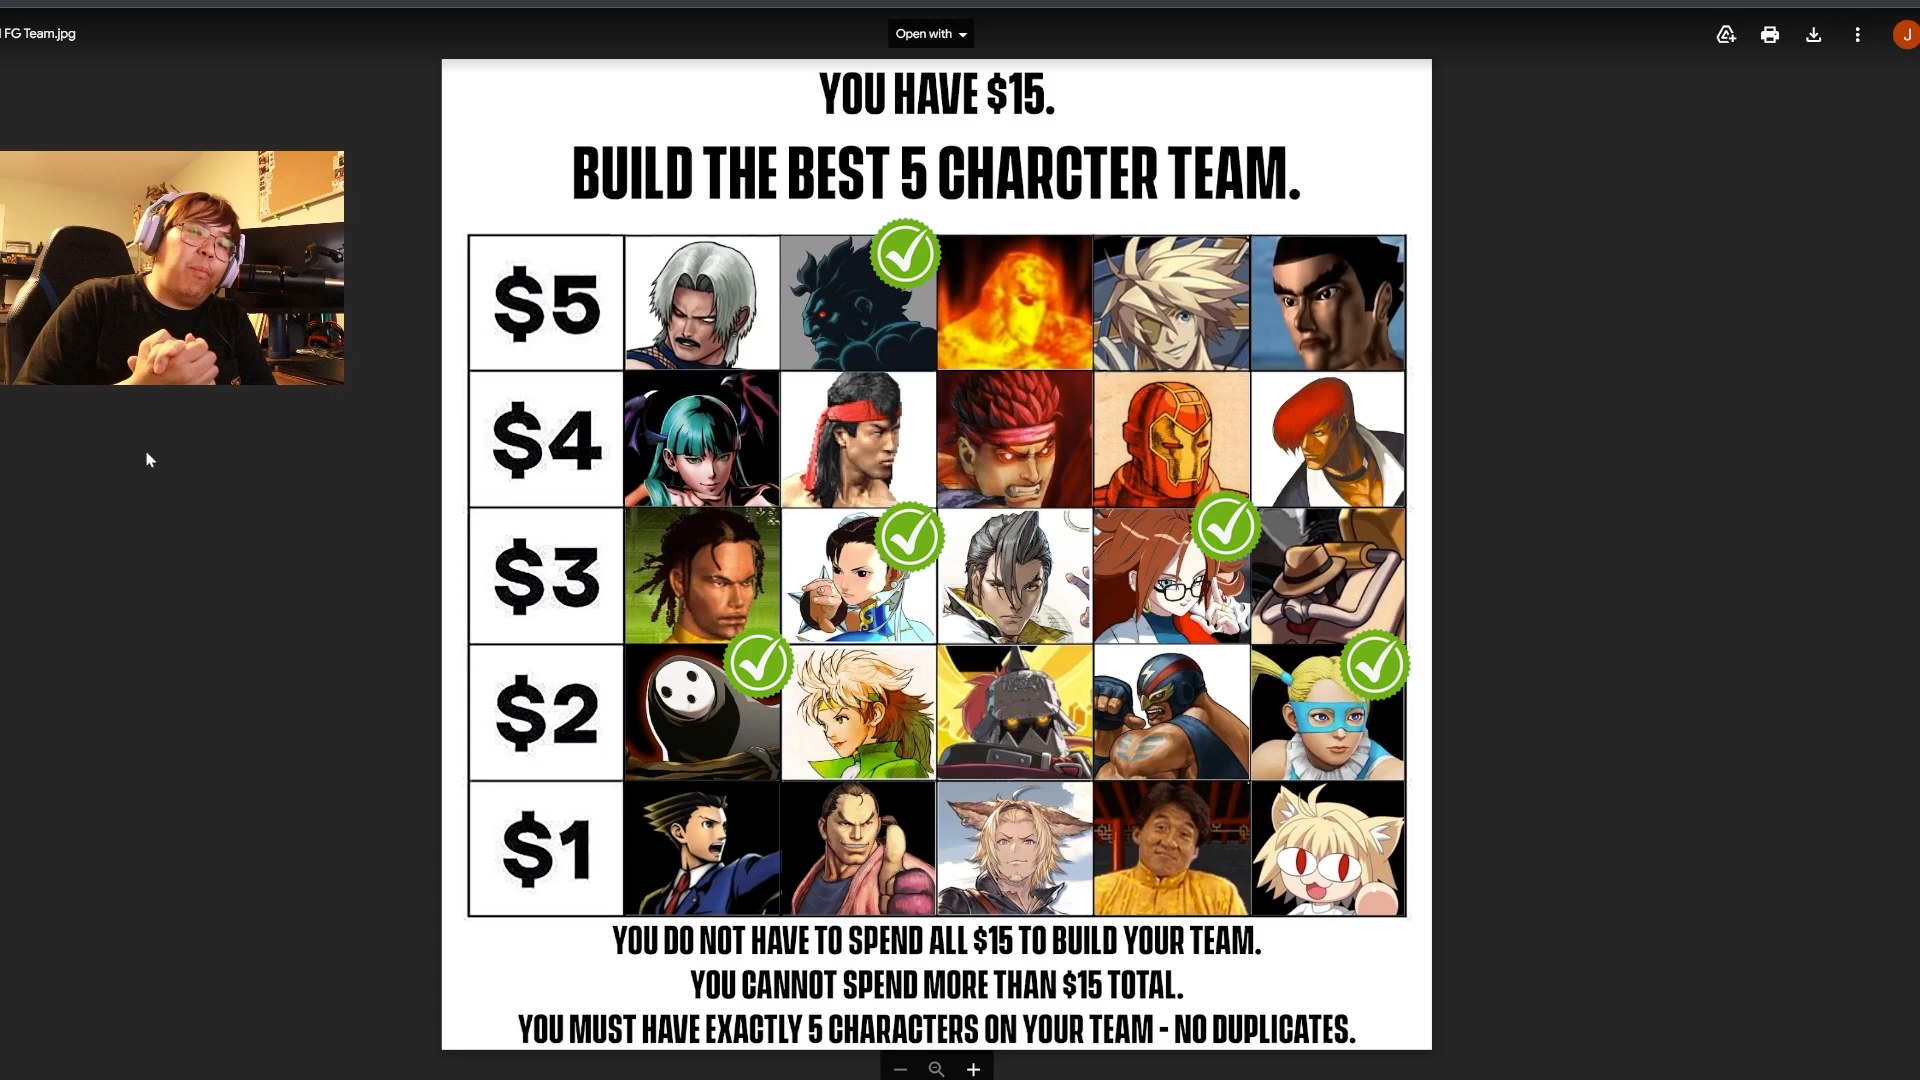 FG Team.jpg
Open with
J
YOU HAVE $15.
BUILD THE BEST 5 CHARCTER TEAM.
$5
$4
$3
$2
$1
YOU DO NOT HAVE TO SPEND ALL $15 TO BUILD YOUR TEAM.
YOU CANNOT SPEND MORE THAN $15 TOTAL.
YOU MUST HAVE EXACTLY 5 CHARACTERS ON YOUR TEAM - NO DUPLICATES.